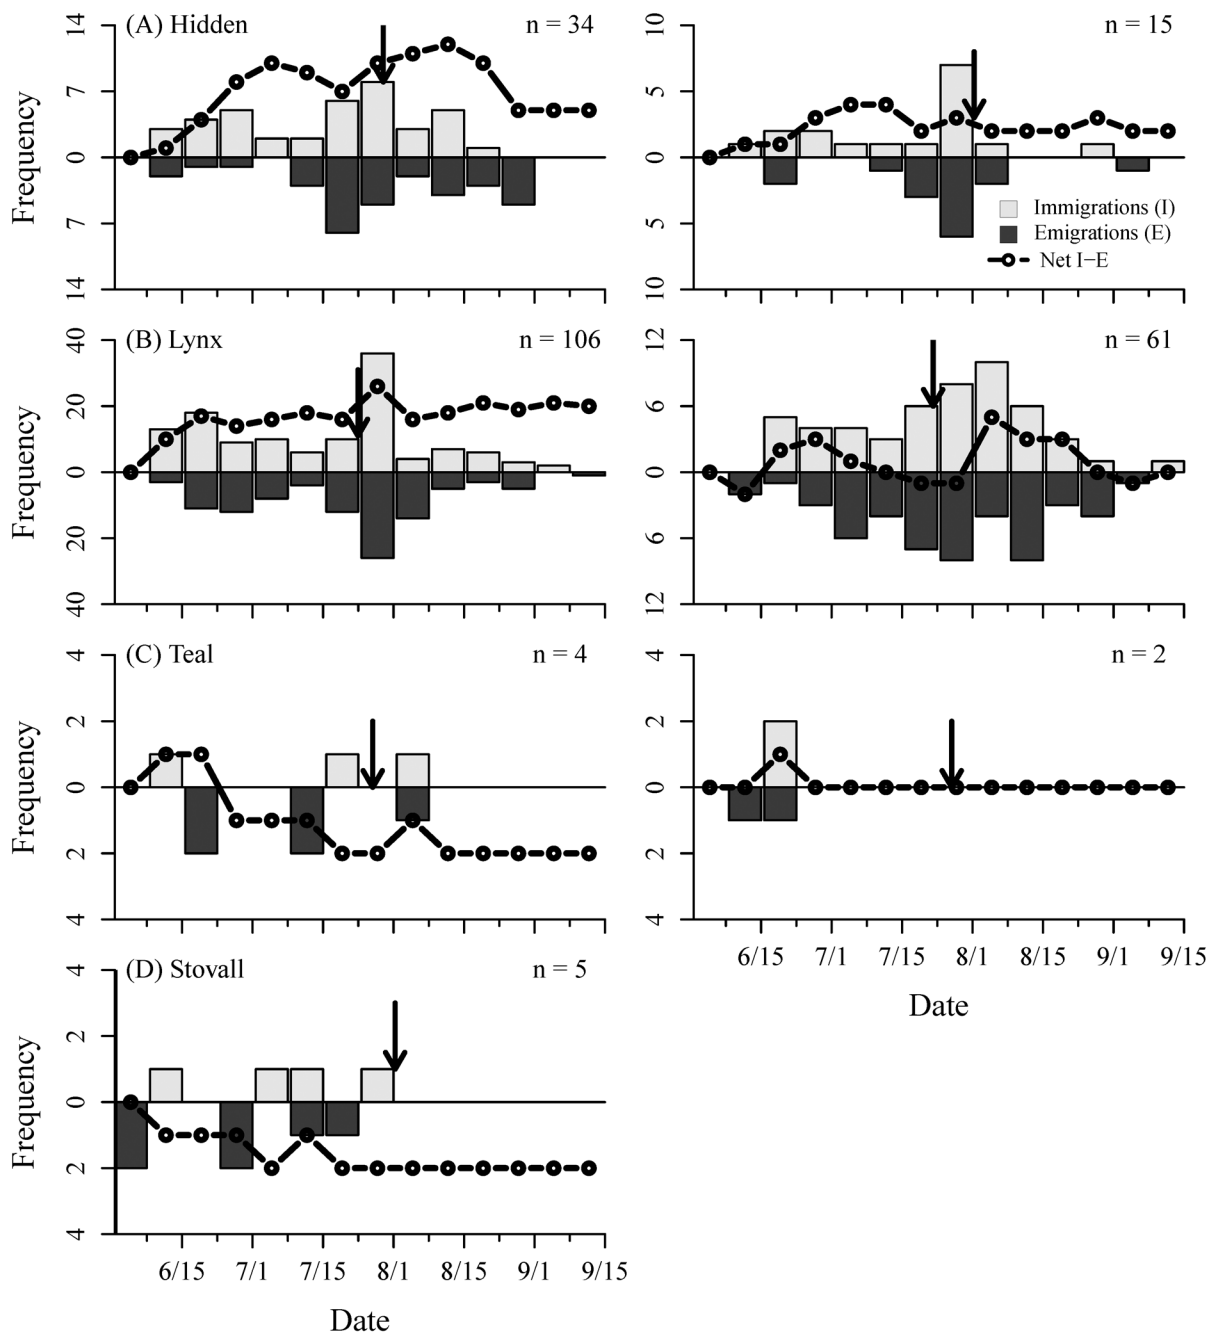 (A) Hidden
n = 34
Frequency
14
7
0
7
14
n = 15
10
5
0
5
10
Immigrations (I)
Emigrations (E)
Net I−E
(B) Lynx
n = 106
Frequency
40
20
0
20
40
n = 61
12
6
0
6
12
(C) Teal
n = 4
Frequency
4
2
0
2
4
n = 2
4
2
0
2
4
6/15 7/1 7/15 8/1 8/15 9/1 9/15
Date
(D) Stovall
n = 5
Frequency
4
2
0
2
4
6/15 7/1 7/15 8/1 8/15 9/1 9/15
Date